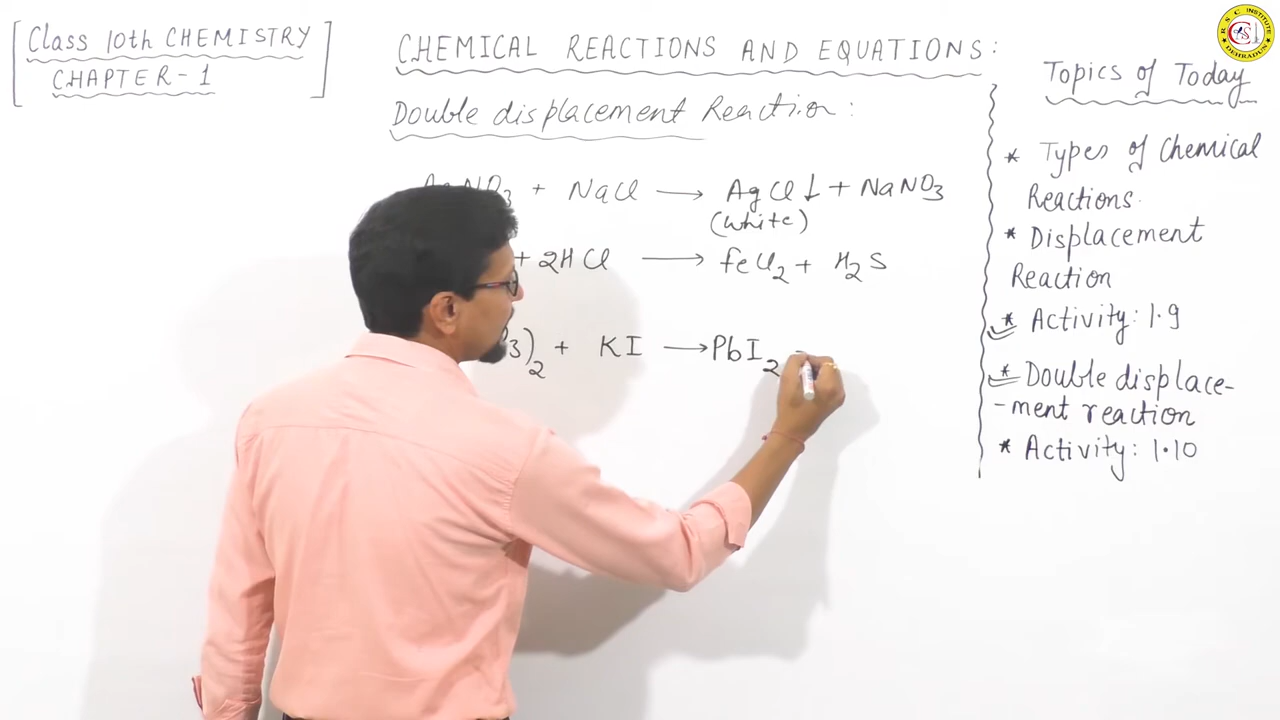 Class 10th CHEMISTRY
CHAPTER-1
CHEMICAL REACTIONS AND EQUATIONS:
Double displacement Reaction:
AgNO3 + NaCl → AgCl↓ + NaNO3
(White)
+ 2HCl → FeCl2 + H2S
3)2 + KI → PbI2
Topics of Today
* Types of Chemical
Reactions.
* Displacement
Reaction
* Activity: 1.9
* Double displace-
-ment reaction
* Activity: 1.10
R S C INSTITUTE
DEHRADUN